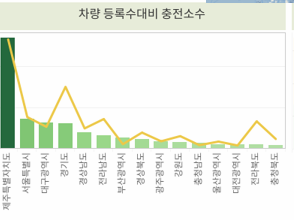 차량 등록수대비 충전소수
제주특별자치도
서울특별시
대구광역시
경기도
경상남도
전라남도
부산광역시
경상북도
광주광역시
강원도
충청남도
울산광역시
대전광역시
전라북도
충청북도